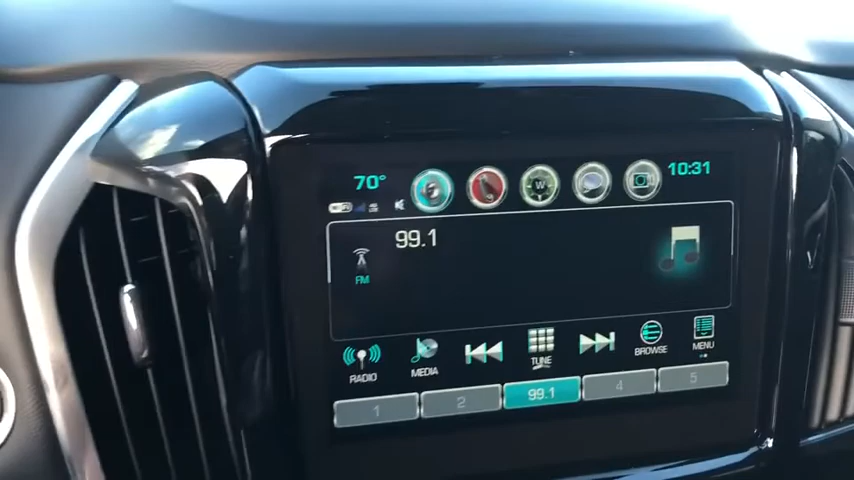 70° 10:31
W
99.1
FM
RADIO MEDIA TUNE BROWSE MENU
1 2 99.1 4 5